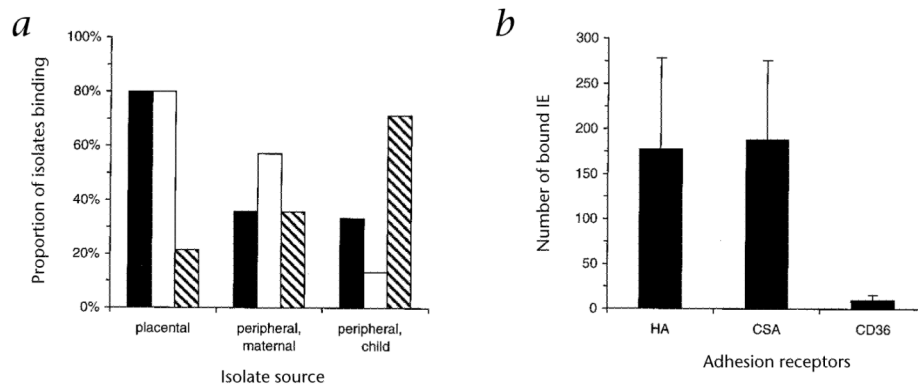 a
Proportion of isolates binding
100%
80%
60%
40%
20%
0%
placental
peripheral,
maternal
peripheral,
child
Isolate source
b
Number of bound IE
300
250
200
150
100
50
0
HA
CSA
CD36
Adhesion receptors